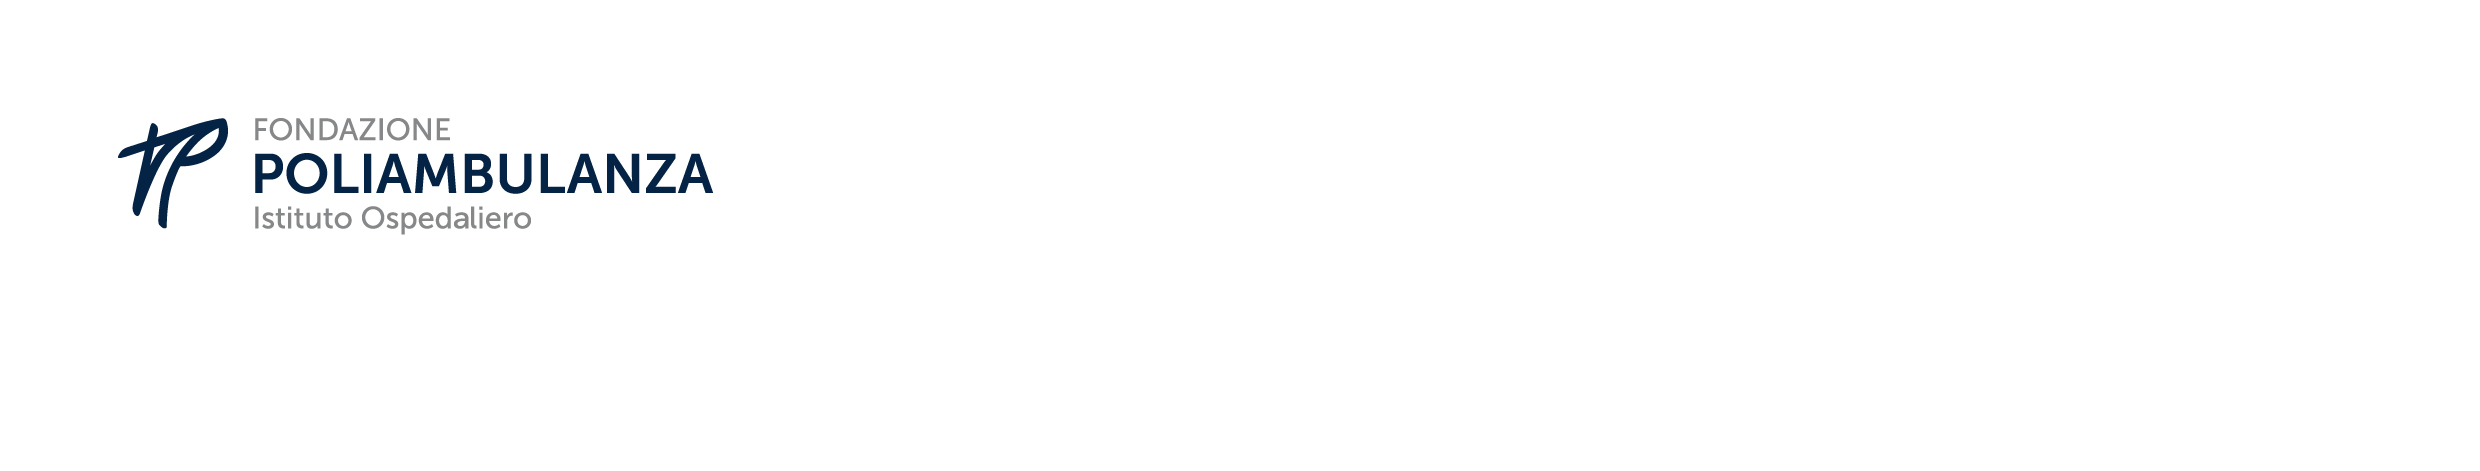 FONDAZIONE
POLIAMBULANZA
Istituto Ospedaliero